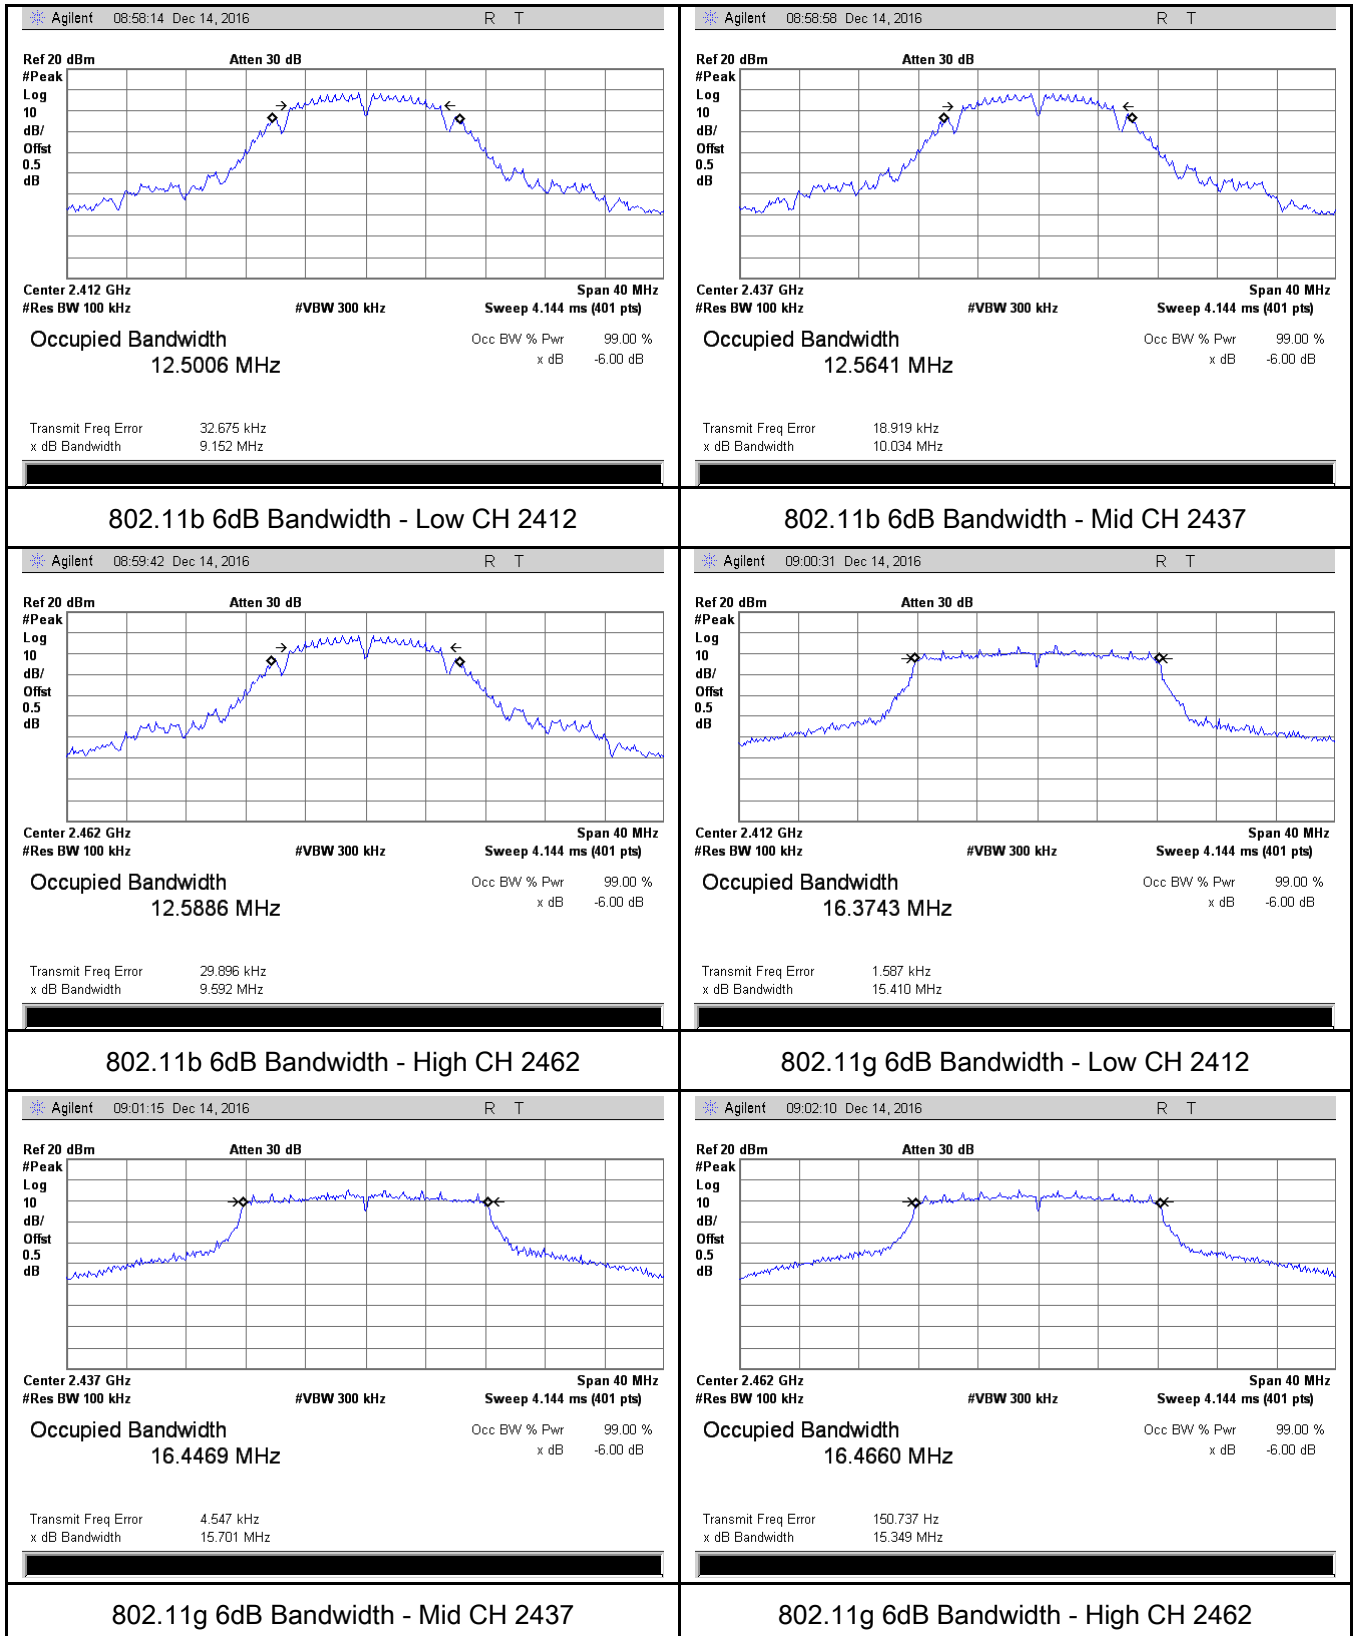 Agilent 08:58:14 Dec 14, 2016 R T
Ref 20 dBm Atten 30 dB
#Peak
Log
10
dB/
Offst
0.5
dB
Center 2.412 GHz Span 40 MHz
#Res BW 100 kHz #VBW 300 kHz Sweep 4.144 ms (401 pts)
Occupied Bandwidth Occ BW % Pwr 99.00 %
12.5006 MHz x dB -6.00 dB
Transmit Freq Error 32.675 kHz
x dB Bandwidth 9.152 MHz
802.11b 6dB Bandwidth - Low CH 2412
Agilent 08:58:58 Dec 14, 2016 R T
Ref 20 dBm Atten 30 dB
#Peak
Log
10
dB/
Offst
0.5
dB
Center 2.437 GHz Span 40 MHz
#Res BW 100 kHz #VBW 300 kHz Sweep 4.144 ms (401 pts)
Occupied Bandwidth Occ BW % Pwr 99.00 %
12.5641 MHz x dB -6.00 dB
Transmit Freq Error 18.919 kHz
x dB Bandwidth 10.034 MHz
802.11b 6dB Bandwidth - Mid CH 2437
Agilent 08:59:42 Dec 14, 2016 R T
Ref 20 dBm Atten 30 dB
#Peak
Log
10
dB/
Offst
0.5
dB
Center 2.462 GHz Span 40 MHz
#Res BW 100 kHz #VBW 300 kHz Sweep 4.144 ms (401 pts)
Occupied Bandwidth Occ BW % Pwr 99.00 %
12.5886 MHz x dB -6.00 dB
Transmit Freq Error 29.896 kHz
x dB Bandwidth 9.592 MHz
802.11b 6dB Bandwidth - High CH 2462
Agilent 09:00:31 Dec 14, 2016 R T
Ref 20 dBm Atten 30 dB
#Peak
Log
10
dB/
Offst
0.5
dB
Center 2.412 GHz Span 40 MHz
#Res BW 100 kHz #VBW 300 kHz Sweep 4.144 ms (401 pts)
Occupied Bandwidth Occ BW % Pwr 99.00 %
16.3743 MHz x dB -6.00 dB
Transmit Freq Error 1.587 kHz
x dB Bandwidth 15.410 MHz
802.11g 6dB Bandwidth - Low CH 2412
Agilent 09:01:15 Dec 14, 2016 R T
Ref 20 dBm Atten 30 dB
#Peak
Log
10
dB/
Offst
0.5
dB
Center 2.437 GHz Span 40 MHz
#Res BW 100 kHz #VBW 300 kHz Sweep 4.144 ms (401 pts)
Occupied Bandwidth Occ BW % Pwr 99.00 %
16.4469 MHz x dB -6.00 dB
Transmit Freq Error 4.547 kHz
x dB Bandwidth 15.701 MHz
802.11g 6dB Bandwidth - Mid CH 2437
Agilent 09:02:10 Dec 14, 2016 R T
Ref 20 dBm Atten 30 dB
#Peak
Log
10
dB/
Offst
0.5
dB
Center 2.462 GHz Span 40 MHz
#Res BW 100 kHz #VBW 300 kHz Sweep 4.144 ms (401 pts)
Occupied Bandwidth Occ BW % Pwr 99.00 %
16.4660 MHz x dB -6.00 dB
Transmit Freq Error 150.737 Hz
x dB Bandwidth 15.349 MHz
802.11g 6dB Bandwidth - High CH 2462